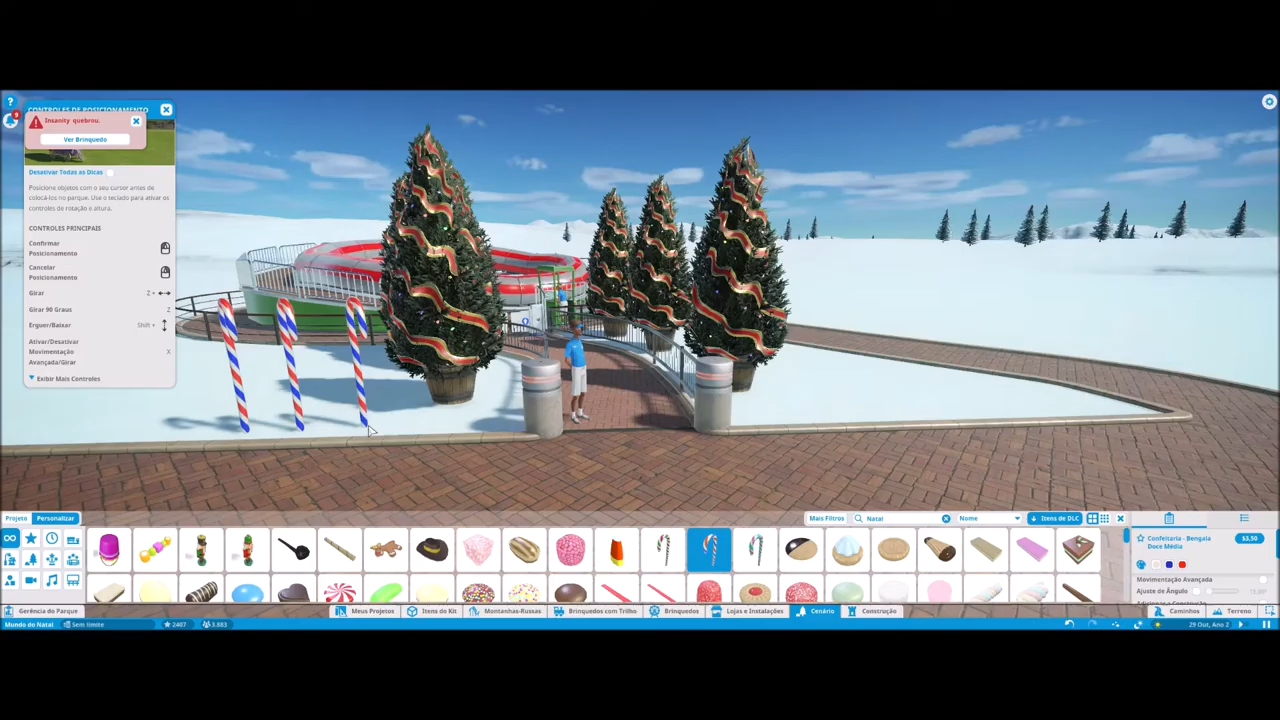 ?
CONTROLES DE POSICIONAMENTO
9
Insanity quebrou.
Ver Brinquedo
Desativar Todas as Dicas
Posicione objetos com o seu cursor antes de
colocá-los no parque. Use o teclado para ativar os
controles de rotação e altura.
CONTROLES PRINCIPAIS
Confirmar
Posicionamento
Cancelar
Posicionamento
Girar Z +
Girar 90 Graus Z
Erguer/Baixar Shift +
Ativar/Desativar
Movimentação X
Avançada/Girar
Exibir Mais Controles
Projeto Personalizar Mais Filtros Natal Nome Itens de DLC
Confeitaria - Bengala
Doce Média
$3,50
Movimentação Avançada
Ajuste de Ângulo
Gerência do Parque Meus Projetos Itens do Kit Montanhas-Russas Brinquedos com Trilho Brinquedos Lojas e Instalações Cenário Construção Caminhos Terreno
Mundo do Natal Sem limite 2407 3.883 29 Out, Ano 2